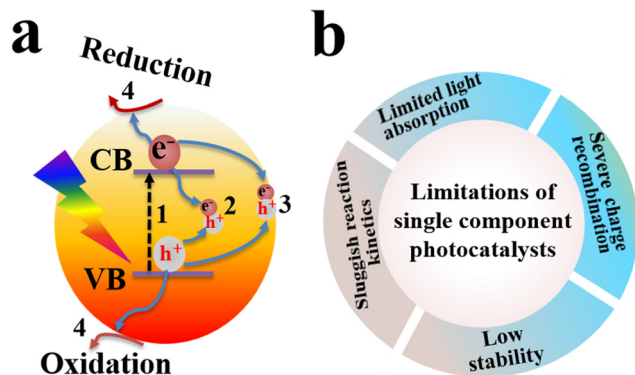 a
Reduction
4
CB
e⁻
1
e⁻
h⁺
2
e⁻
h⁺
3
h⁺
VB
4
Oxidation
b
Limited light
absorption
Severe charge
recombination
Low
stability
Sluggish reaction
kinetics
Limitations of
single component
photocatalysts